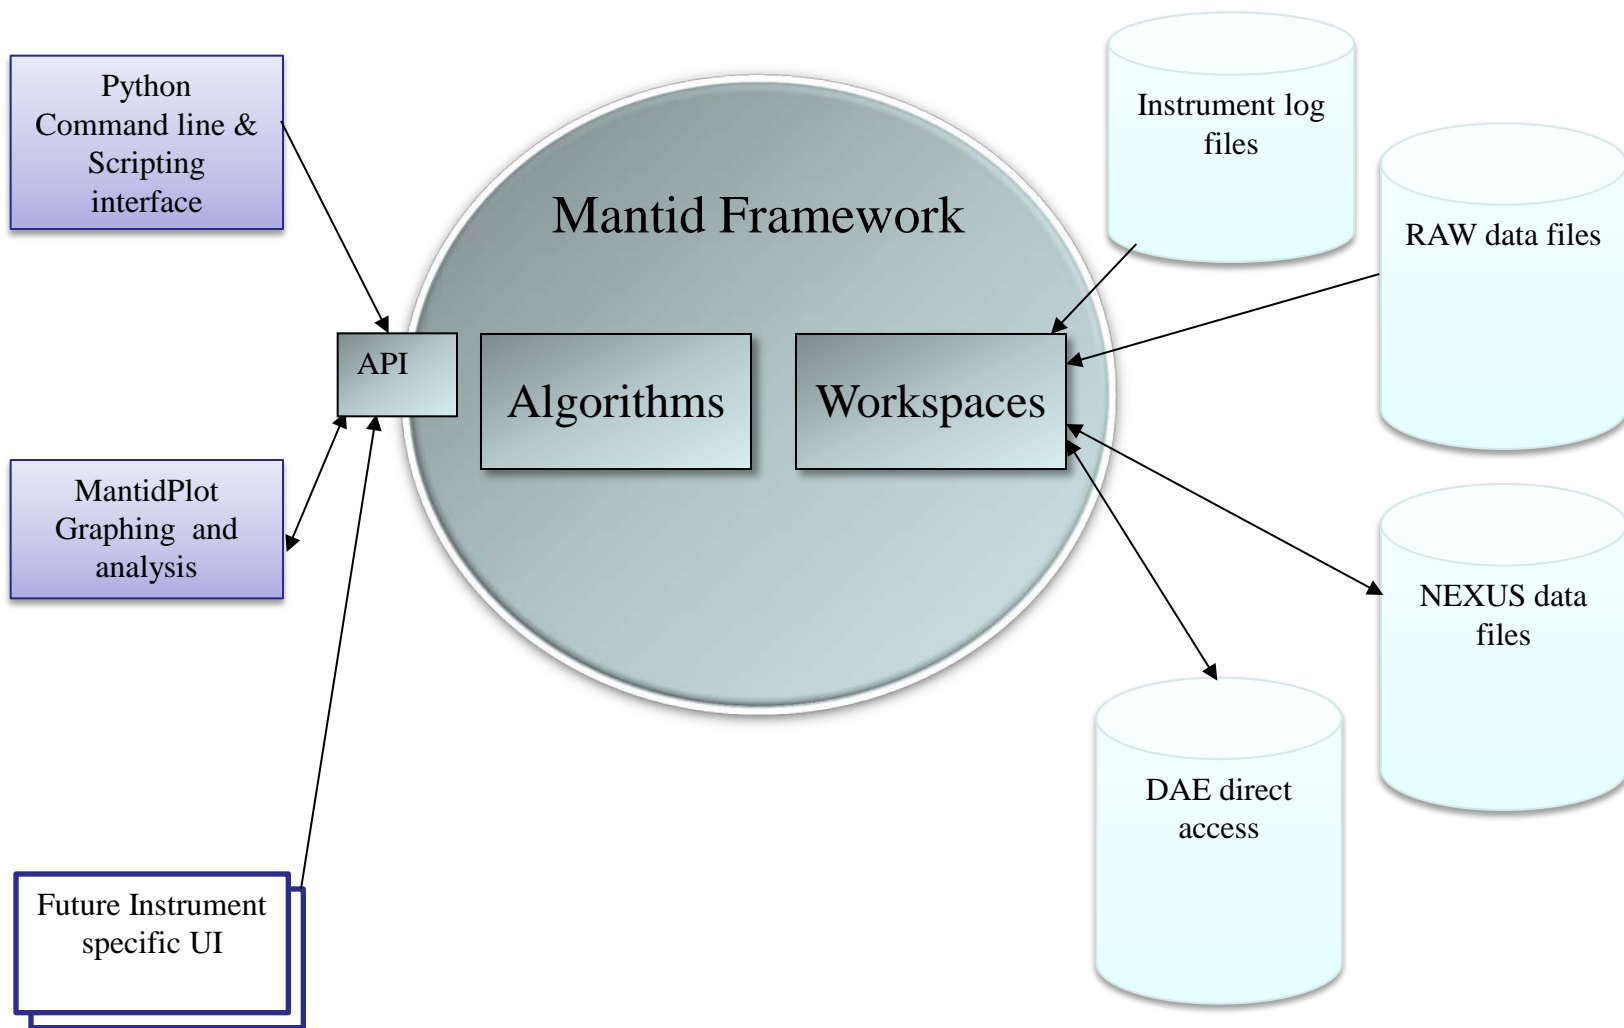 Python
Command line &
Scripting
interface
Mantid Framework
Instrument log
files
RAW data files
API
Algorithms
Workspaces
MantidPlot
Graphing and
analysis
NEXUS data
files
DAE direct
access
Future Instrument
specific UI